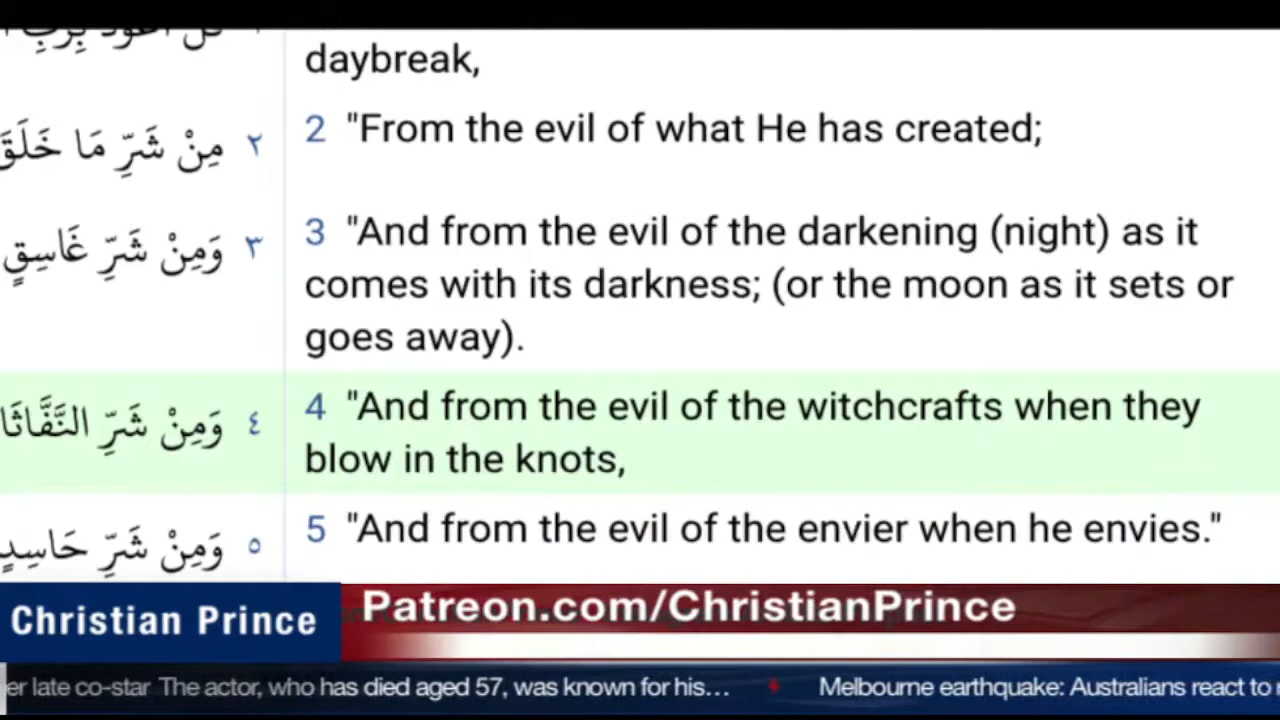 daybreak,
مِنْ شَرِّ مَا خَلَقَ ٢
2 "From the evil of what He has created;
وَمِنْ شَرِّ غَاسِقٍ ٣
3 "And from the evil of the darkening (night) as it
comes with its darkness; (or the moon as it sets or
goes away).
وَمِنْ شَرِّ ٤
4 "And from the evil of the witchcrafts when they
blow in the knots,
وَمِنْ شَرِّ حَاسِدٍ ٥
5 "And from the evil of the envier when he envies."
Christian Prince
Patreon.com/ChristianPrince
late co-star The actor, who has died aged 57, was known for his... Melbourne earthquake: Australians react to